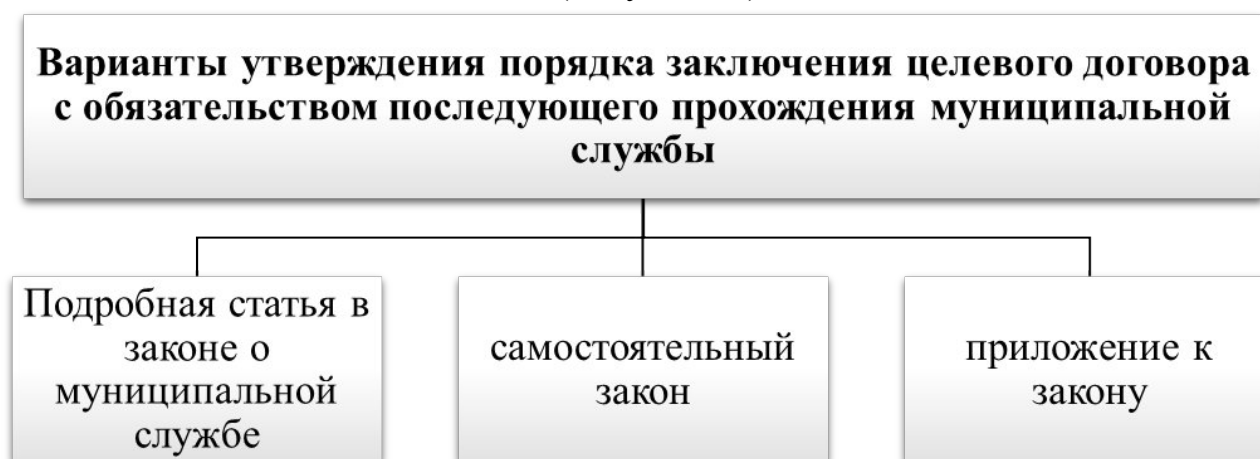 Варианты утверждения порядка заключения целевого договора
с обязательством последующего прохождения муниципальной
службы
Подробная статья в
законе о
муниципальной
службе
самостоятельный
закон
приложение к
закону